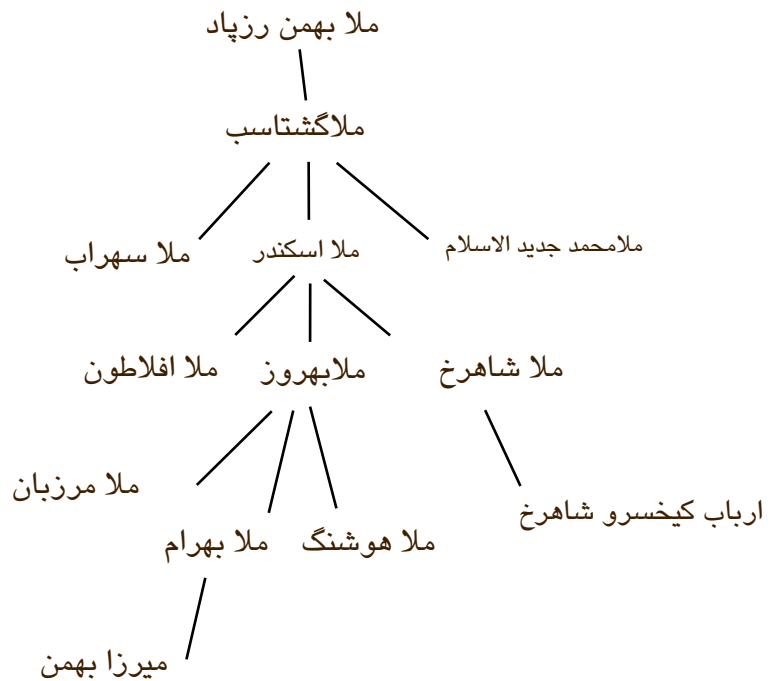 ملا بهمن رزپاد
ملاگشتاسب
ملامحمد جدید الاسلام
ملا اسکندر
ملا سهراب
ملا شاهرخ
ملابهروز
ملا افلاطون
ارباب کیخسرو شاهرخ
ملا هوشنگ
ملا بهرام
ملا مرزبان
میرزا بهمن